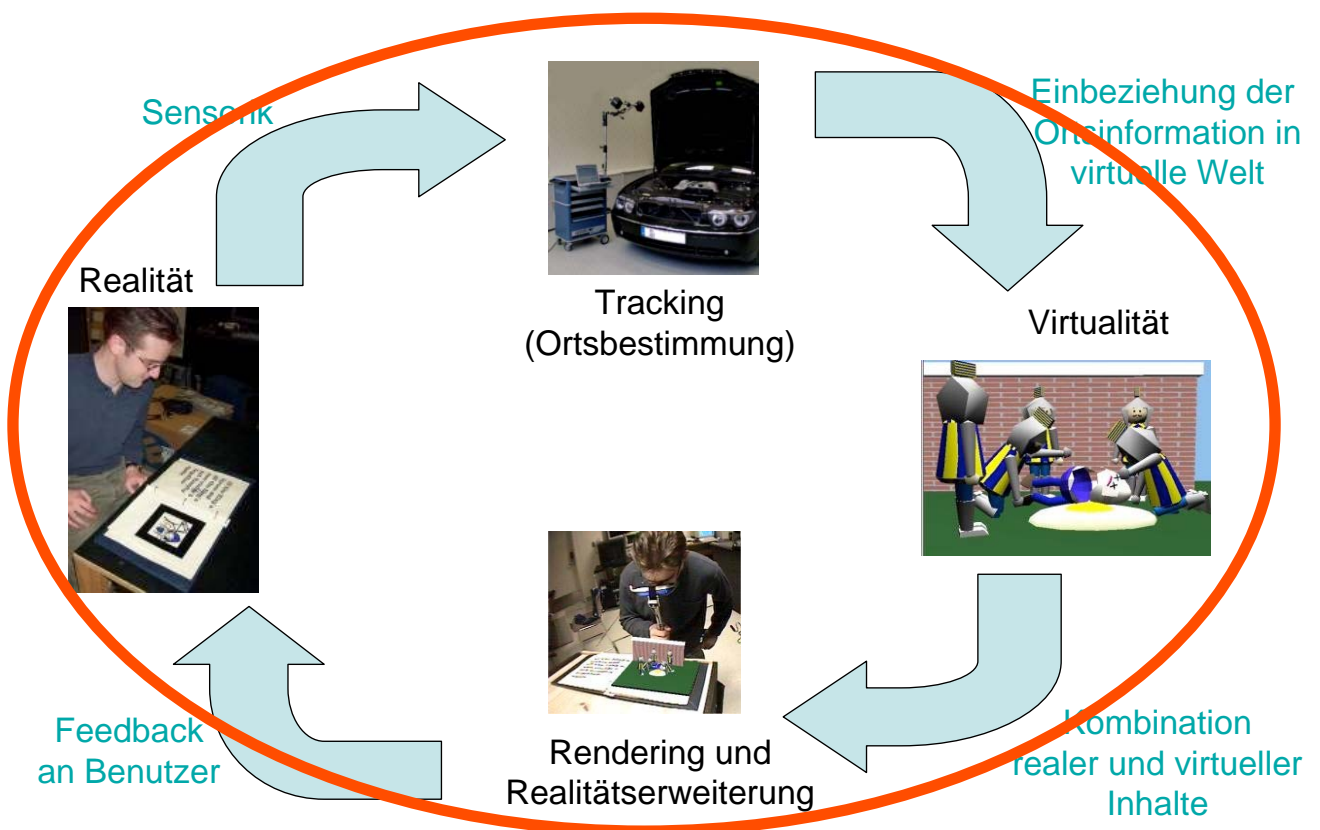 Sensorik
Einbeziehung der
Ortsinformation in
virtuelle Welt
Realität
Tracking
(Ortsbestimmung)
Virtualität
Feedback
an Benutzer
Rendering und
Realitätserweiterung
Kombination
realer und virtueller
Inhalte